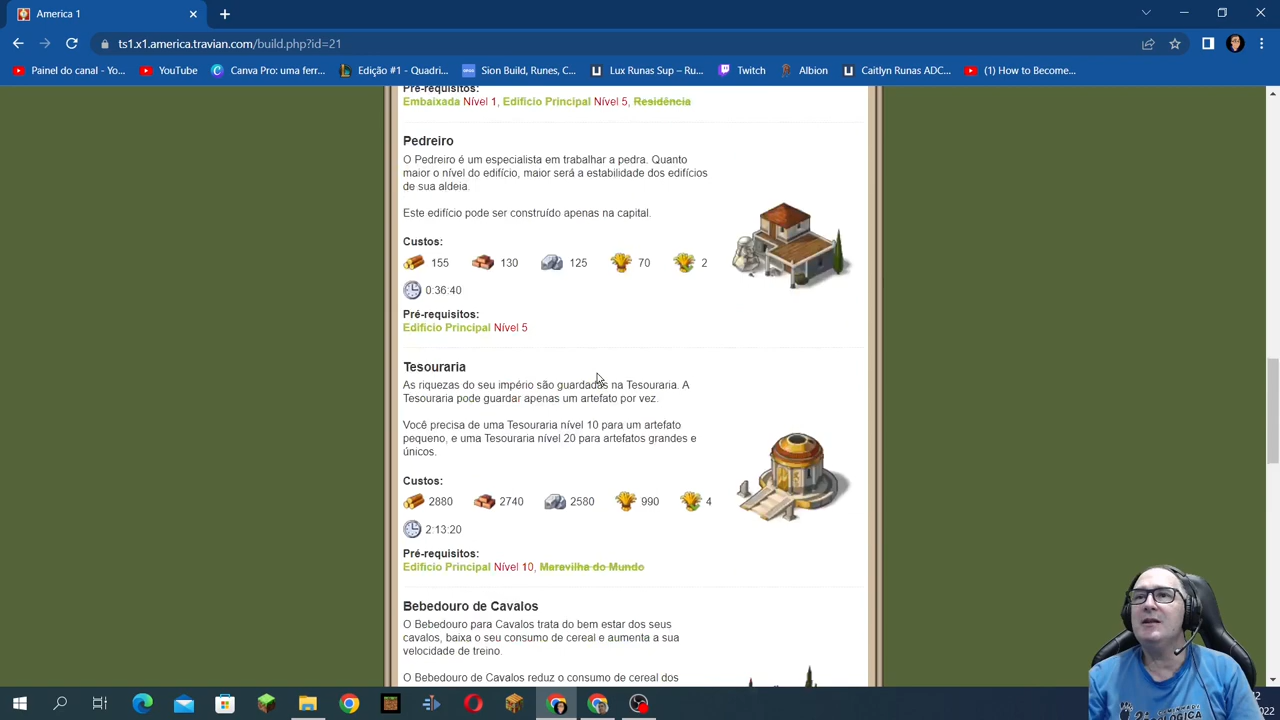 America 1
ts1.x1.america.travian.com/build.php?id=21
Painel do canal - Yo...
YouTube
Canva Pro: uma ferr...
Edição #1 - Quadri...
Sion Build, Runes, C...
Lux Runas Sup – Ru...
Twitch
Albion
Caitlyn Runas ADC...
(1) How to Become...
Pré-requisitos:
Embaixada Nível 1, Edifício Principal Nível 5, Residência
Pedreiro
O Pedreiro é um especialista em trabalhar a pedra. Quanto
maior o nível do edifício, maior será a estabilidade dos edifícios
de sua aldeia.
Este edifício pode ser construído apenas na capital.
Custos:
155 130 125 70 2
0:36:40
Pré-requisitos:
Edifício Principal Nível 5
Tesouraria
As riquezas do seu império são guardadas na Tesouraria. A
Tesouraria pode guardar apenas um artefato por vez.
Você precisa de uma Tesouraria nível 10 para um artefato
pequeno, e uma Tesouraria nível 20 para artefatos grandes e
únicos.
Custos:
2880 2740 2580 990 4
2:13:20
Pré-requisitos:
Edifício Principal Nível 10, Maravilha do Mundo
Bebedouro de Cavalos
O Bebedouro para Cavalos trata do bem estar dos seus
cavalos, baixa o seu consumo de cereal e aumenta a sua
velocidade de treino.
O Bebedouro de Cavalos reduz o consumo de cereal dos